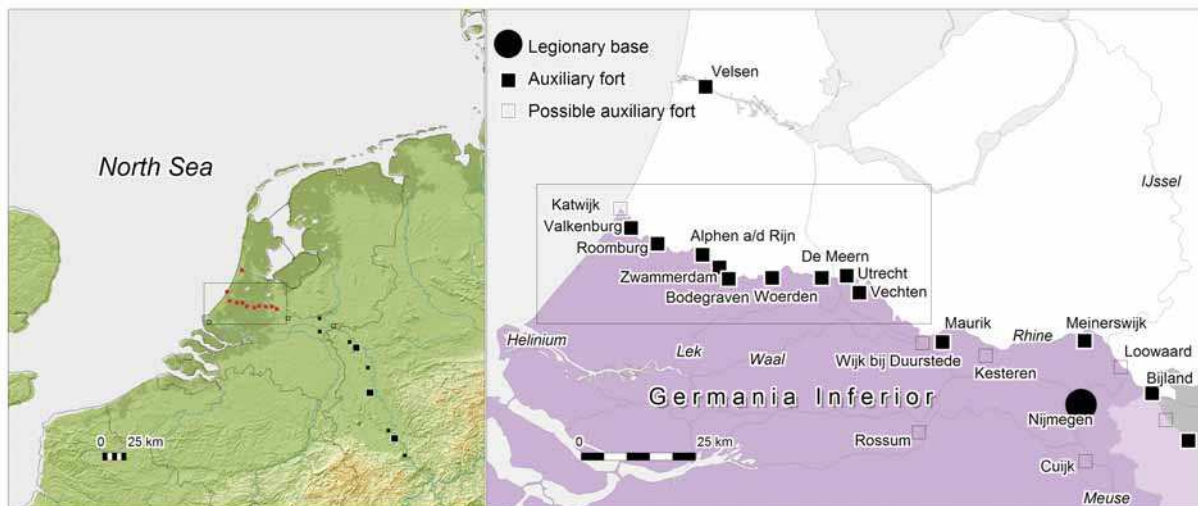 North Sea
0 25 km
Legionary base
Auxiliary fort
Possible auxiliary fort
Velsen
IJssel
Katwijk
Valkenburg
Roomburg
Alphen a/d Rijn
Zwammerdam
De Meern
Utrecht
Bodegraven
Woerden
Vechten
Helinium
Lek
Waal
Maurik
Rhine
Meinerswijk
Wijk bij Duurstede
Kesteren
Loowaard
Bijland
Germania Inferior
Nijmegen
Rossum
0 25 km
Cuijk
Meuse